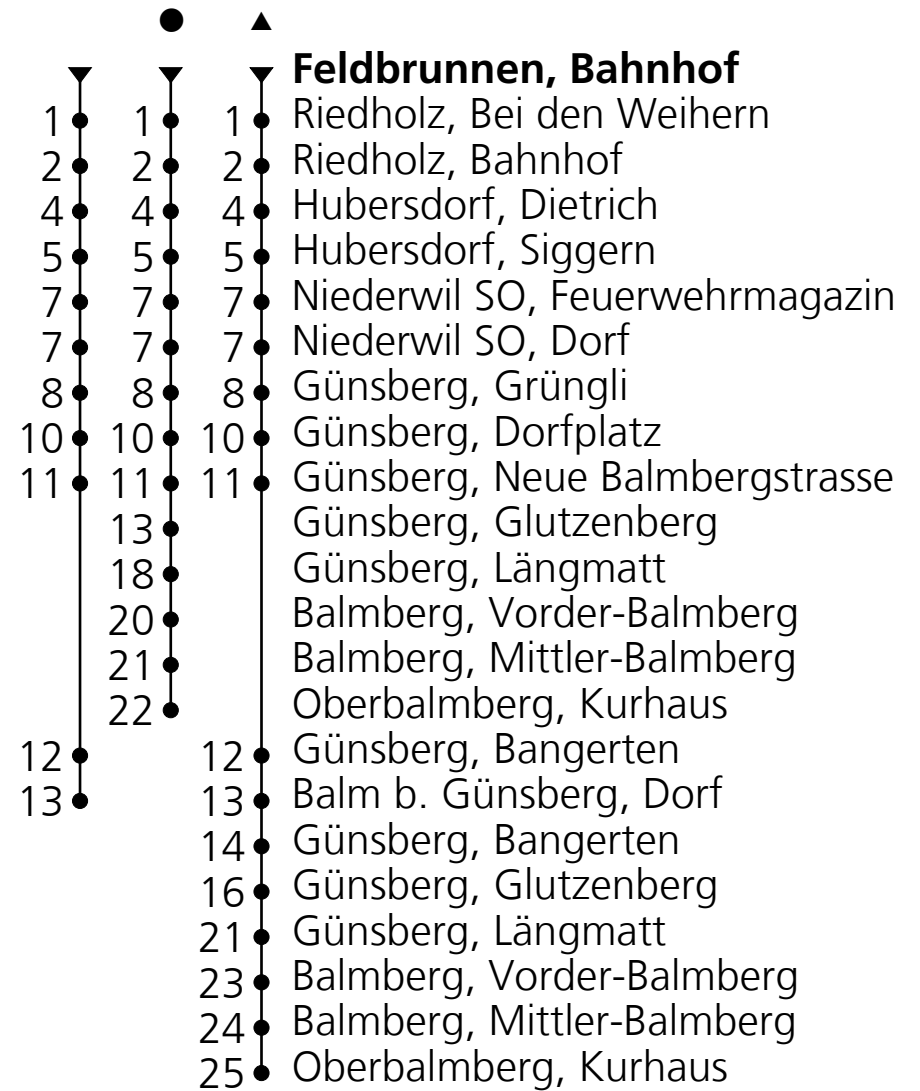 ● ▲
Feldbrunnen, Bahnhof
1 1 1 Riedholz, Bei den Weihern
2 2 2 Riedholz, Bahnhof
4 4 4 Hubersdorf, Dietrich
5 5 5 Hubersdorf, Siggern
7 7 7 Niederwil SO, Feuerwehrmagazin
7 7 7 Niederwil SO, Dorf
8 8 8 Günsberg, Grüngli
10 10 10 Günsberg, Dorfplatz
11 11 11 Günsberg, Neue Balmbergstrasse
13 Günsberg, Glutzenberg
18 Günsberg, Längmatt
20 Balmberg, Vorder-Balmberg
21 Balmberg, Mittler-Balmberg
22 Oberbalmberg, Kurhaus
12 12 Günsberg, Bangerten
13 13 Balm b. Günsberg, Dorf
14 Günsberg, Bangerten
16 Günsberg, Glutzenberg
21 Günsberg, Längmatt
23 Balmberg, Vorder-Balmberg
24 Balmberg, Mittler-Balmberg
25 Oberbalmberg, Kurhaus